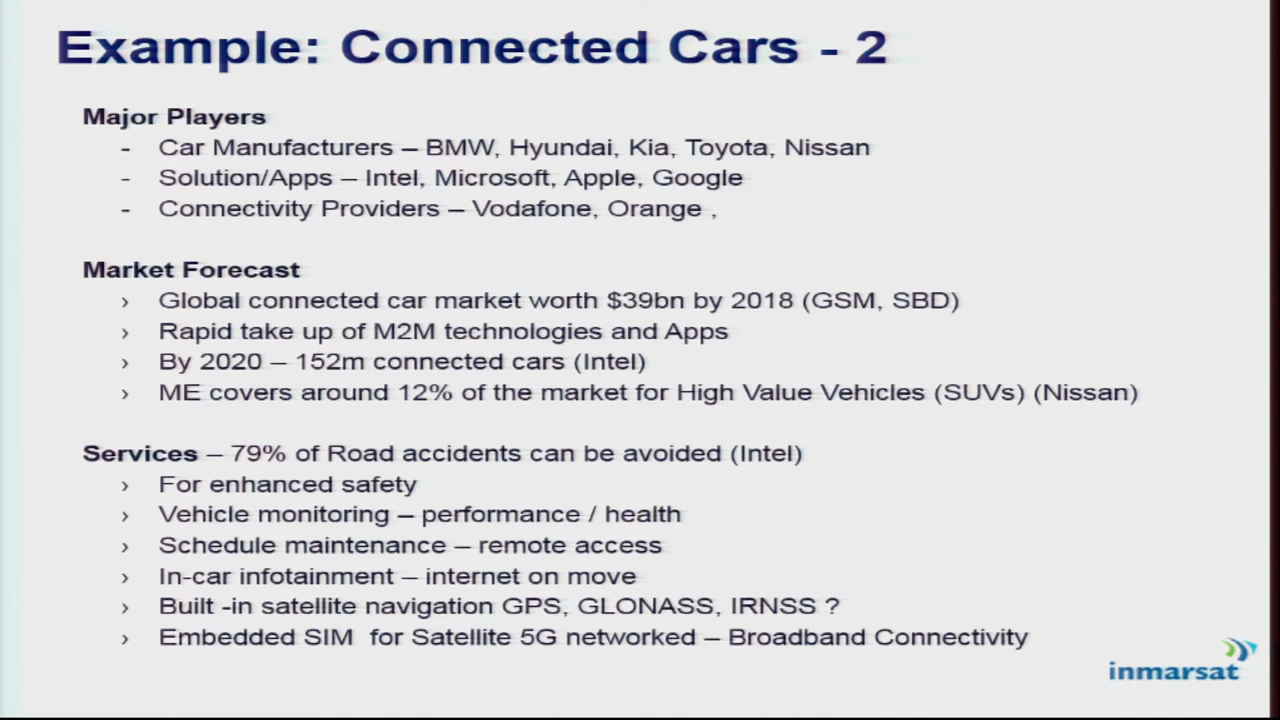 Example: Connected Cars - 2
Major Players
- Car Manufacturers – BMW, Hyundai, Kia, Toyota, Nissan
- Solution/Apps – Intel, Microsoft, Apple, Google
- Connectivity Providers – Vodafone, Orange ,
Market Forecast
› Global connected car market worth $39bn by 2018 (GSM, SBD)
› Rapid take up of M2M technologies and Apps
› By 2020 – 152m connected cars (Intel)
› ME covers around 12% of the market for High Value Vehicles (SUVs) (Nissan)
Services – 79% of Road accidents can be avoided (Intel)
› For enhanced safety
› Vehicle monitoring – performance / health
› Schedule maintenance – remote access
› In-car infotainment – internet on move
› Built -in satellite navigation GPS, GLONASS, IRNSS ?
› Embedded SIM  for Satellite 5G networked – Broadband Connectivity
inmarsat